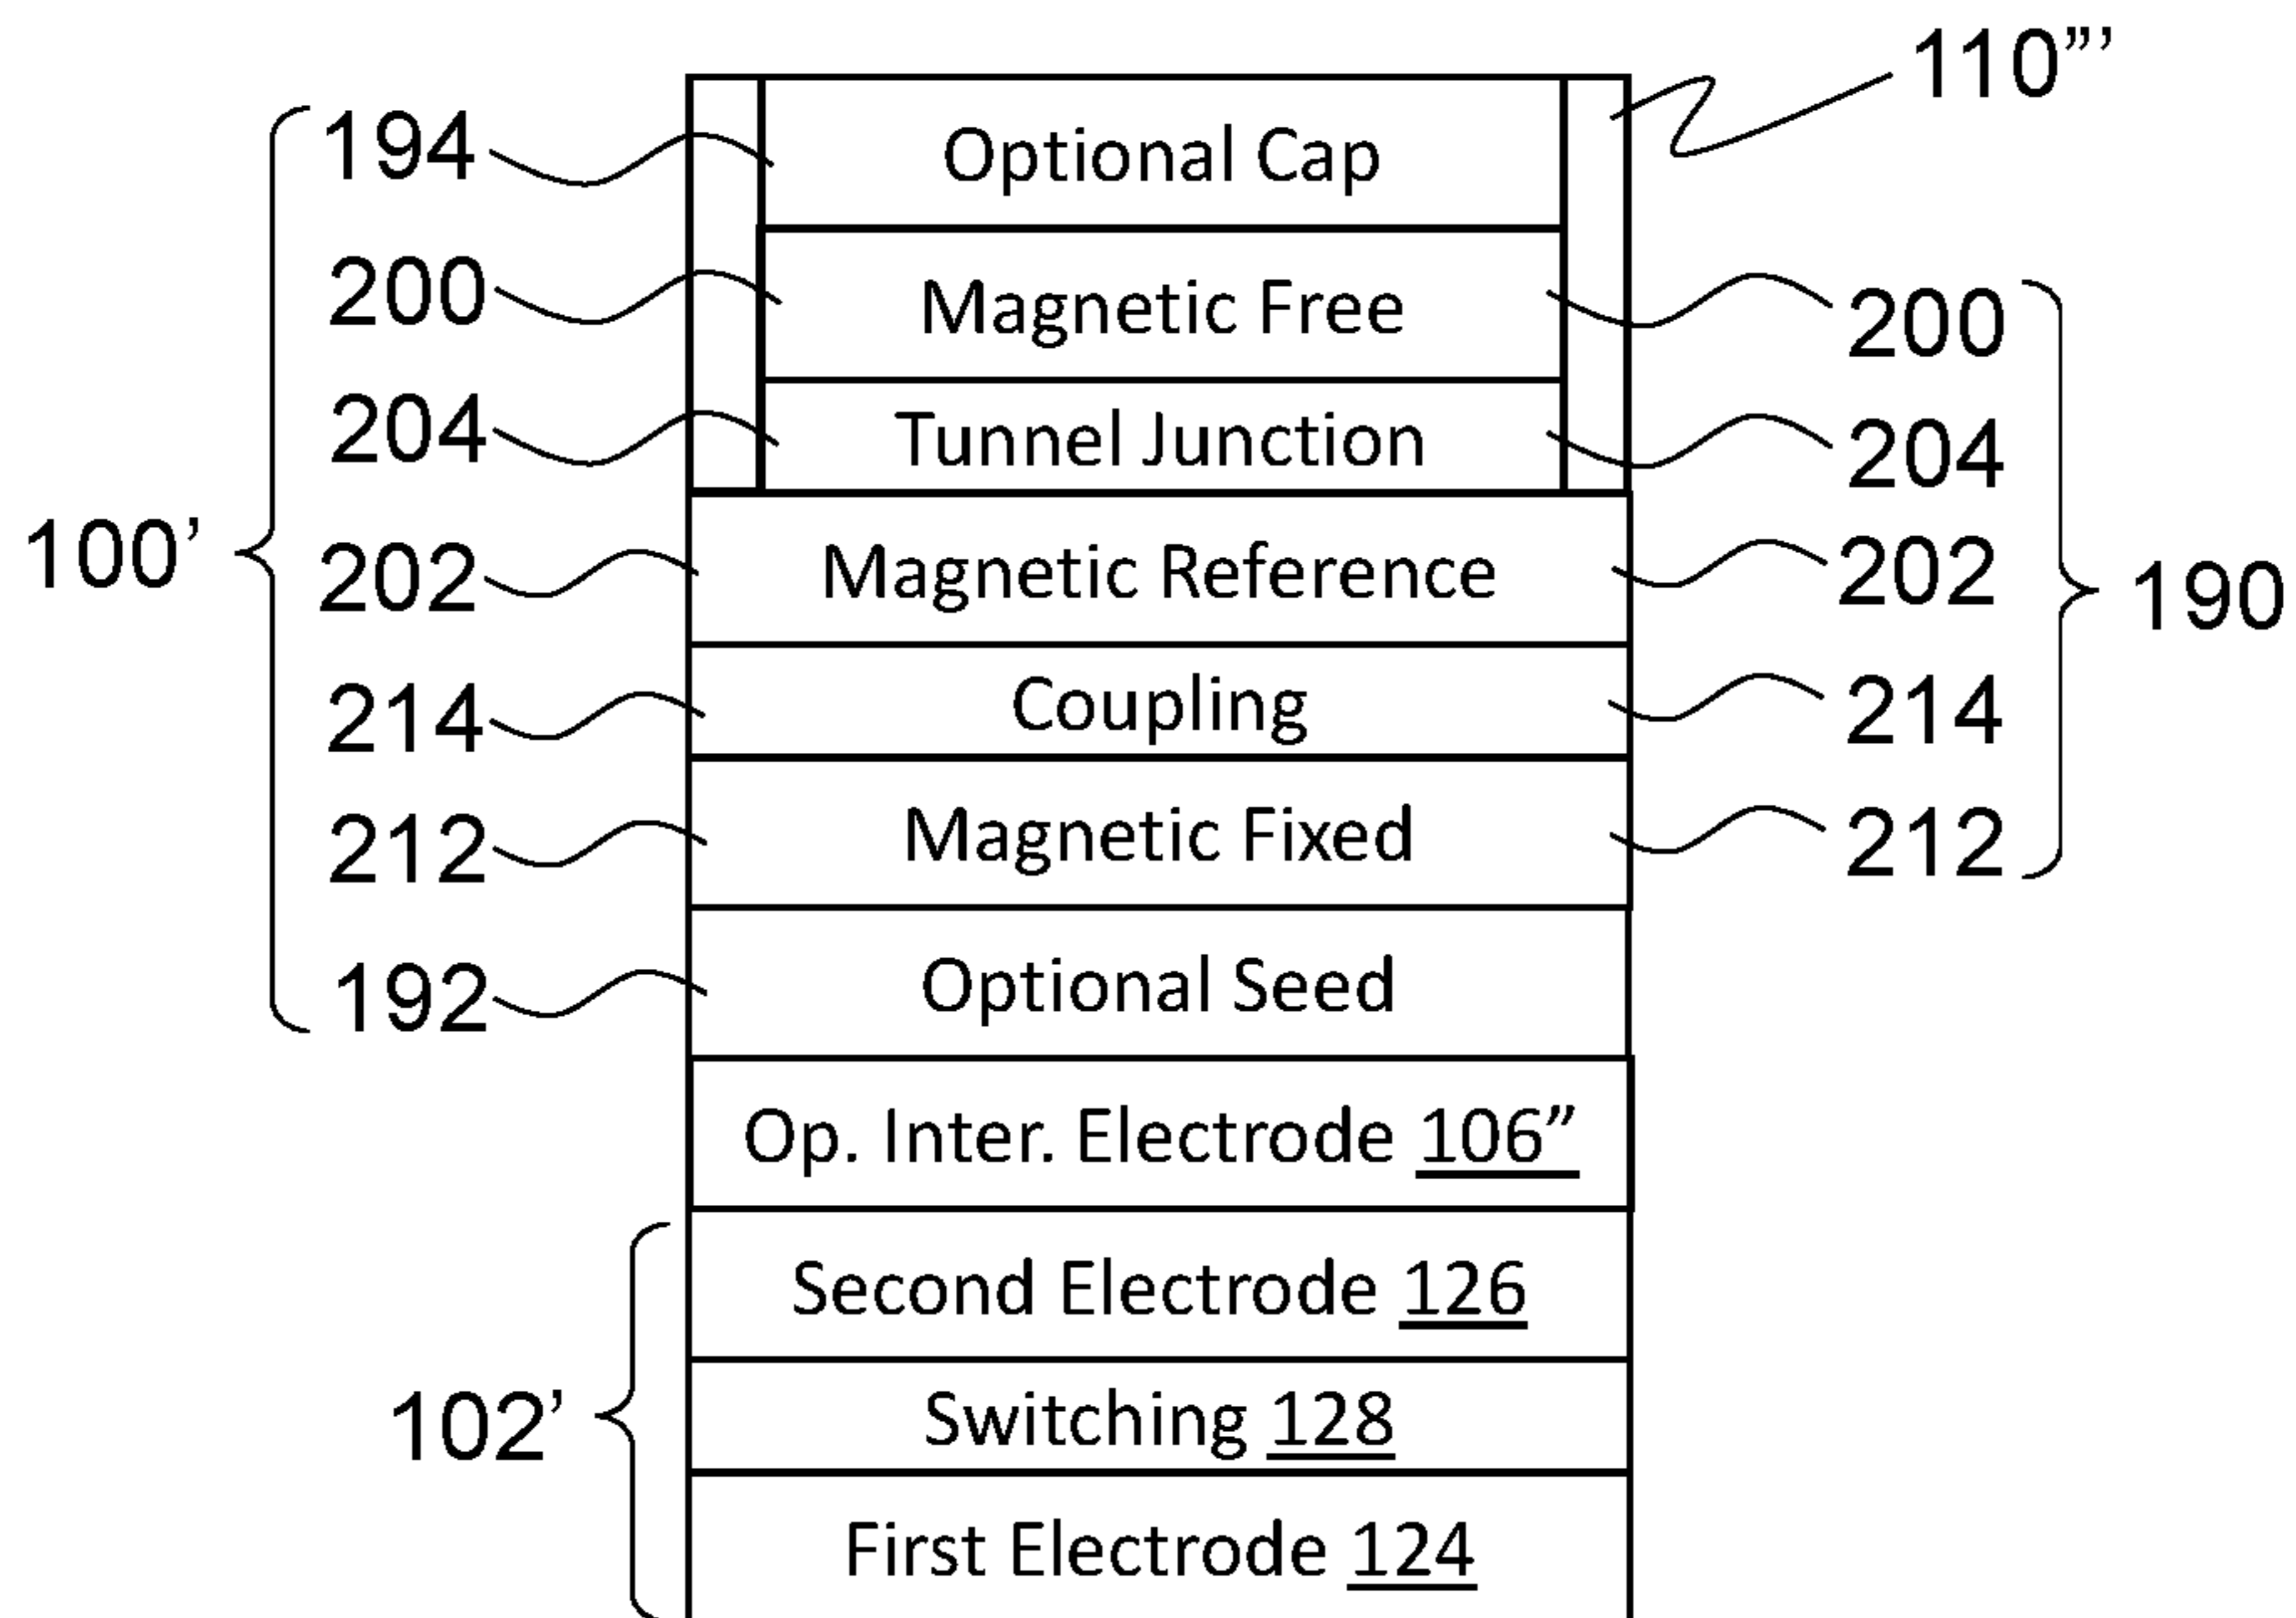 110”’
194 Optional Cap
200 Magnetic Free 200
204 Tunnel Junction 204
100’ 202 Magnetic Reference 202 190
214 Coupling 214
212 Magnetic Fixed 212
192 Optional Seed
Op. Inter. Electrode 106”
Second Electrode 126
102’ Switching 128
First Electrode 124